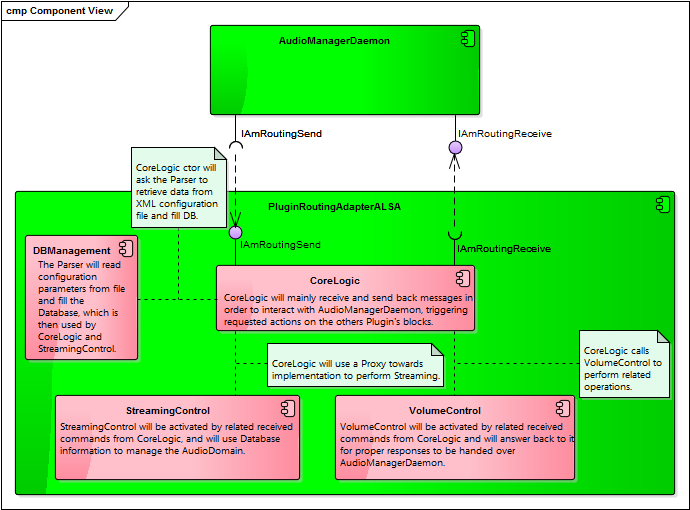 cmp Component View
AudioManagerDaemon
IAmRoutingSend
IAmRoutingReceive
CoreLogic ctor will
ask the Parser to
retrieve data from
XML configuration
file and fill DB.
PluginRoutingAdapterALSA
IAmRoutingSend
IAmRoutingReceive
DBManagement
The Parser will read
configuration
parameters from file
and fill the
Database, which is
then used by
CoreLogic and
StreamingControl.
CoreLogic
CoreLogic will mainly receive and send back messages in
order to interact with AudioManagerDaemon, triggering
requested actions on the others Plugin's blocks.
CoreLogic will use a Proxy towards
implementation to perform Streaming.
CoreLogic calls
VolumeControl to
perform related
operations.
StreamingControl
StreamingControl will be activated by related received
commands from CoreLogic, and will use Database
information to manage the AudioDomain.
VolumeControl
VolumeControl will be activated by related received
commands from CoreLogic and will answer back to it
for proper responses to be handed over
AudioManagerDaemon.